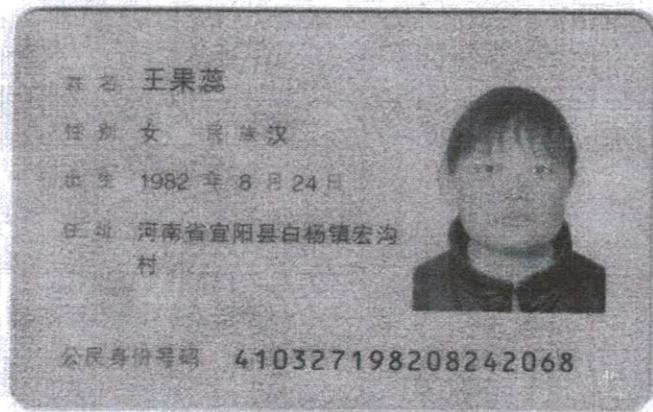 姓名 王果蕊
性别 女 民族 汉
出生 1982 年 8 月 24 日
住址 河南省宜阳县白杨镇宏沟
村
公民身份号码 410327198208242068